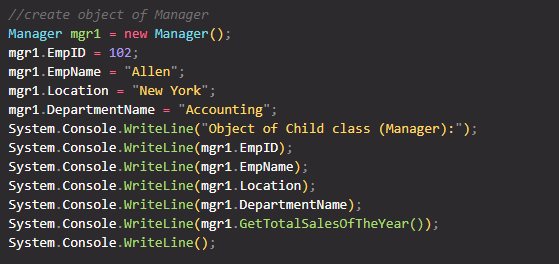 //create object of Manager
Manager mgr1 = new Manager();
mgr1.EmpID = 102;
mgr1.EmpName = "Allen";
mgr1.Location = "New York";
mgr1.DepartmentName = "Accounting";
System.Console.WriteLine("Object of Child class (Manager):");
System.Console.WriteLine(mgr1.EmpID);
System.Console.WriteLine(mgr1.EmpName);
System.Console.WriteLine(mgr1.Location);
System.Console.WriteLine(mgr1.DepartmentName);
System.Console.WriteLine(mgr1.GetTotalSalesOfTheYear());
System.Console.WriteLine();